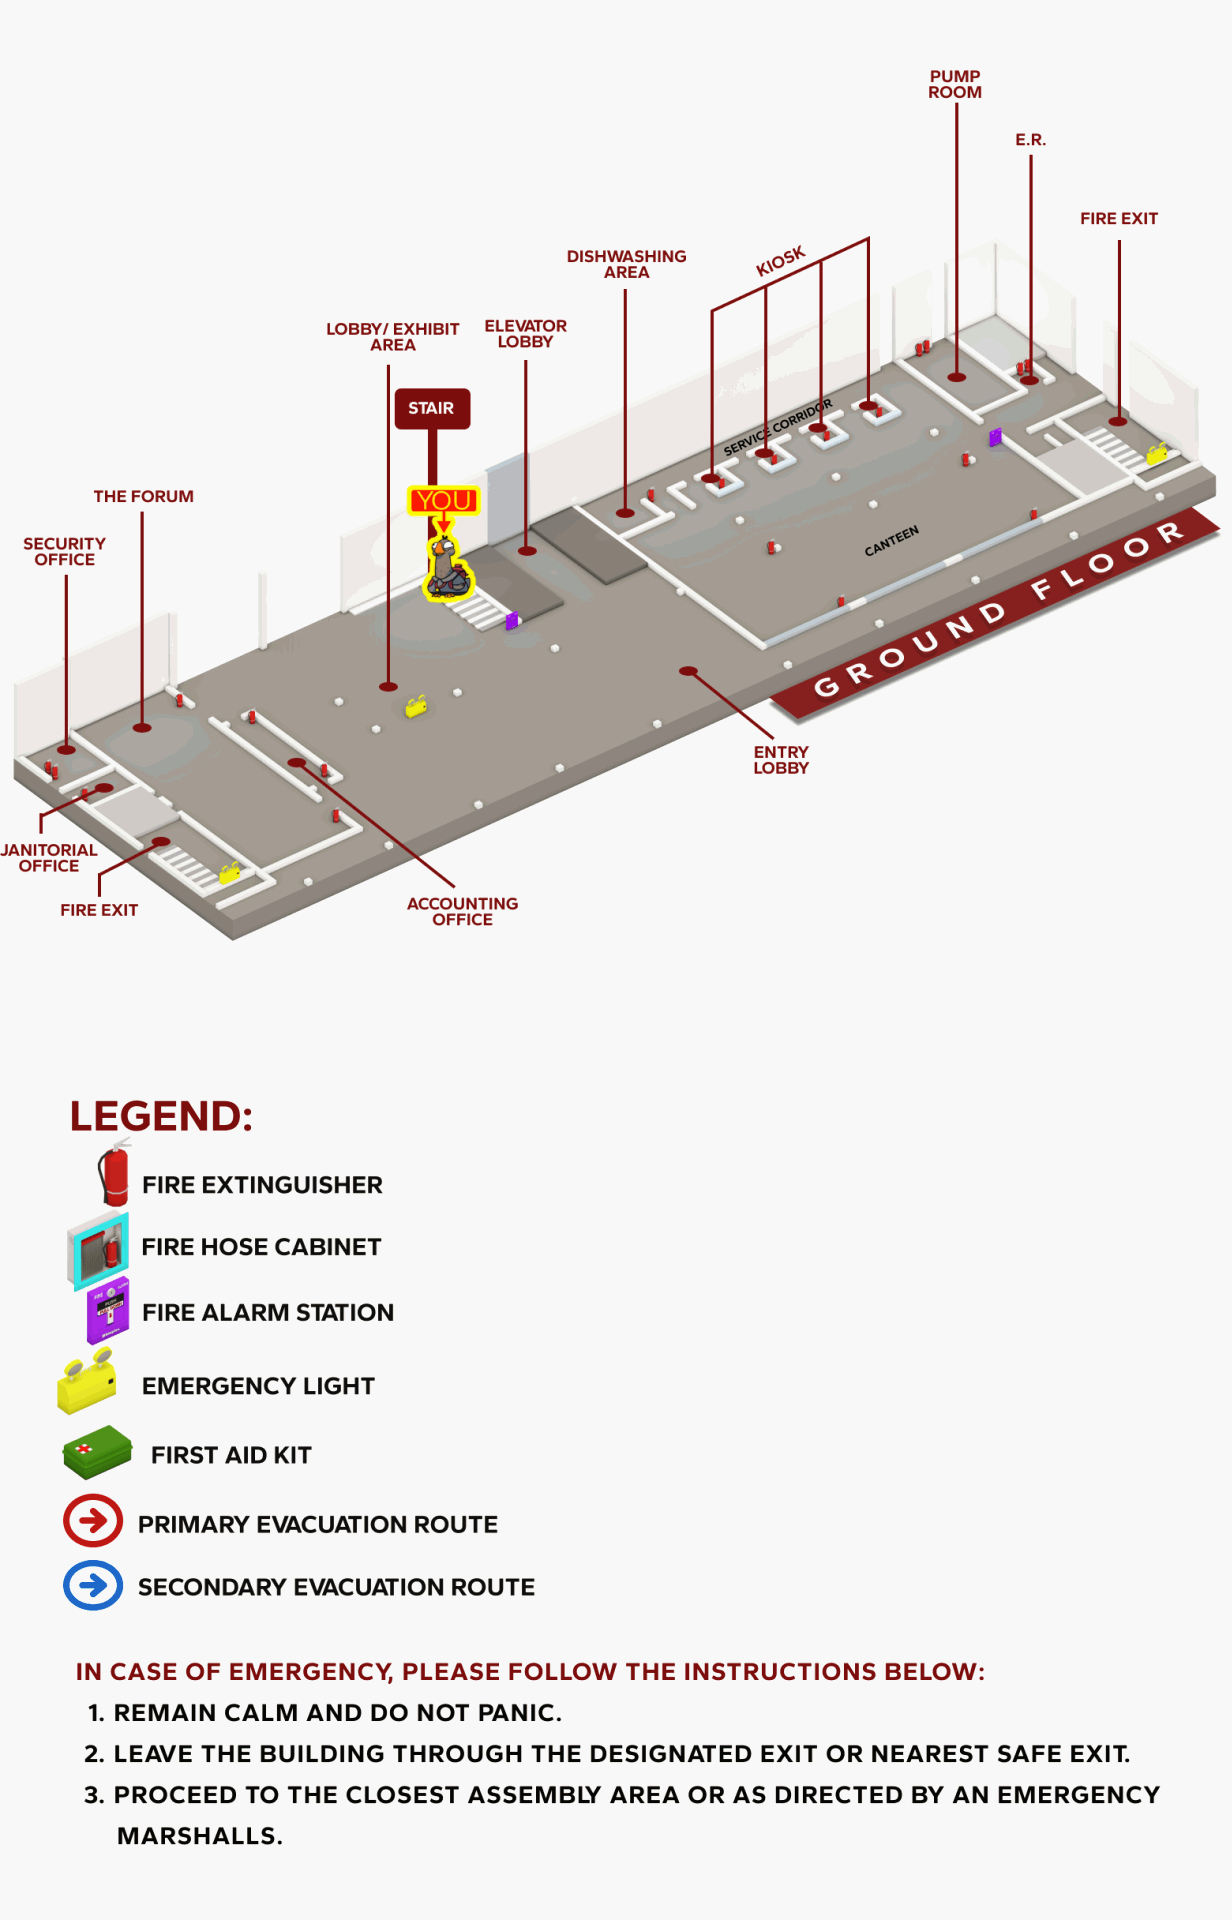 PUMP
ROOM
E.R.
FIRE EXIT
DISHWASHING
AREA
KIOSK
LOBBY/ EXHIBIT
AREA
ELEVATOR
LOBBY
STAIR
SERVICE CORRIDOR
YOU
THE FORUM
SECURITY
OFFICE
CANTEEN
GROUND FLOOR
ENTRY
LOBBY
JANITORIAL
OFFICE
FIRE EXIT
ACCOUNTING
OFFICE
LEGEND:
FIRE EXTINGUISHER
FIRE HOSE CABINET
FIRE ALARM STATION
EMERGENCY LIGHT
FIRST AID KIT
PRIMARY EVACUATION ROUTE
SECONDARY EVACUATION ROUTE
IN CASE OF EMERGENCY, PLEASE FOLLOW THE INSTRUCTIONS BELOW:
1. REMAIN CALM AND DO NOT PANIC.
2. LEAVE THE BUILDING THROUGH THE DESIGNATED EXIT OR NEAREST SAFE EXIT.
3. PROCEED TO THE CLOSEST ASSEMBLY AREA OR AS DIRECTED BY AN EMERGENCY
MARSHALLS.